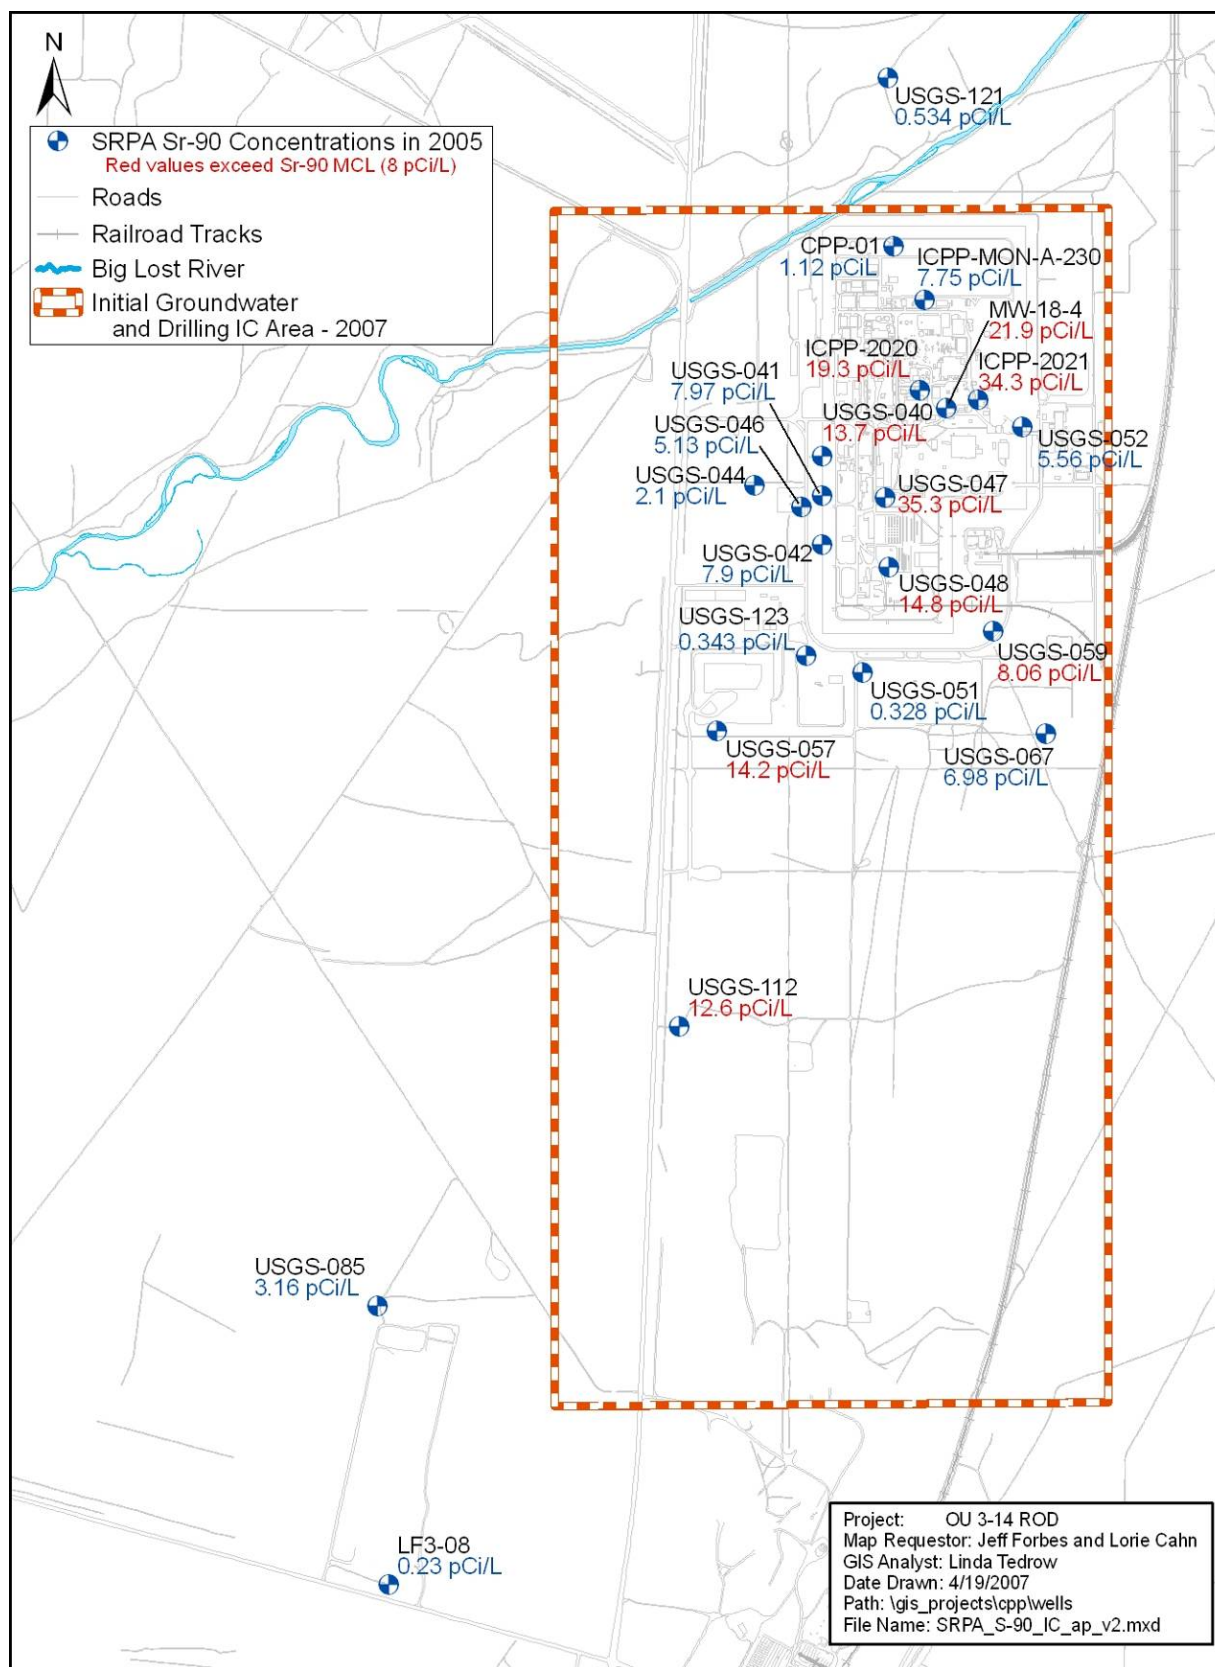 N
SRPA Sr-90 Concentrations in 2005
Red values exceed Sr-90 MCL (8 pCi/L)
Roads
Railroad Tracks
Big Lost River
Initial Groundwater
and Drilling IC Area - 2007
USGS-121
0.534 pCi/L
CPP-01
1.12 pCiL
ICPP-MON-A-230
7.75 pCi/L
MW-18-4
21.9 pCi/L
ICPP-2020
19.3 pCi/L
ICPP-2021
34.3 pCi/L
USGS-041
7.97 pCi/L
USGS-040
13.7 pCi/L
USGS-046
5.13 pCi/L
USGS-052
5.56 pCi/L
USGS-044
2.1 pCi/L
USGS-047
35.3 pCi/L
USGS-042
7.9 pCi/L
USGS-048
14.8 pCi/L
USGS-123
0.343 pCi/L
USGS-059
8.06 pCi/L
USGS-051
0.328 pCi/L
USGS-057
14.2 pCi/L
USGS-067
6.98 pCi/L
USGS-112
12.6 pCi/L
USGS-085
3.16 pCi/L
LF3-08
0.23 pCi/L
Project: OU 3-14 ROD
Map Requestor: Jeff Forbes and Lorie Cahn
GIS Analyst: Linda Tedrow
Date Drawn: 4/19/2007
Path: \gis_projects\cpp\wells
File Name: SRPA_S-90_IC_ap_v2.mxd